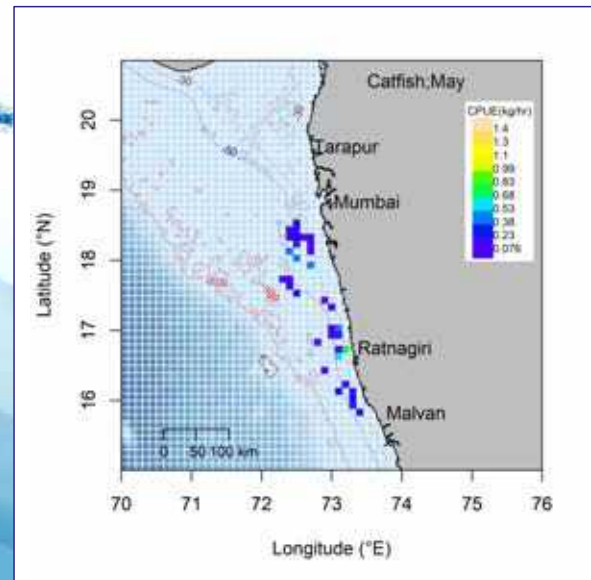 Catfish;May
CPUE(kg/hr)
1.4
1.3
1.1
0.99
0.83
0.68
0.53
0.38
0.23
0.076
Tarapur
Mumbai
Ratnagiri
Malvan
-50
0 50 100 km
20
19
18
17
16
Latitude (°N)
70 71 72 73 74 75 76
Longitude (°E)